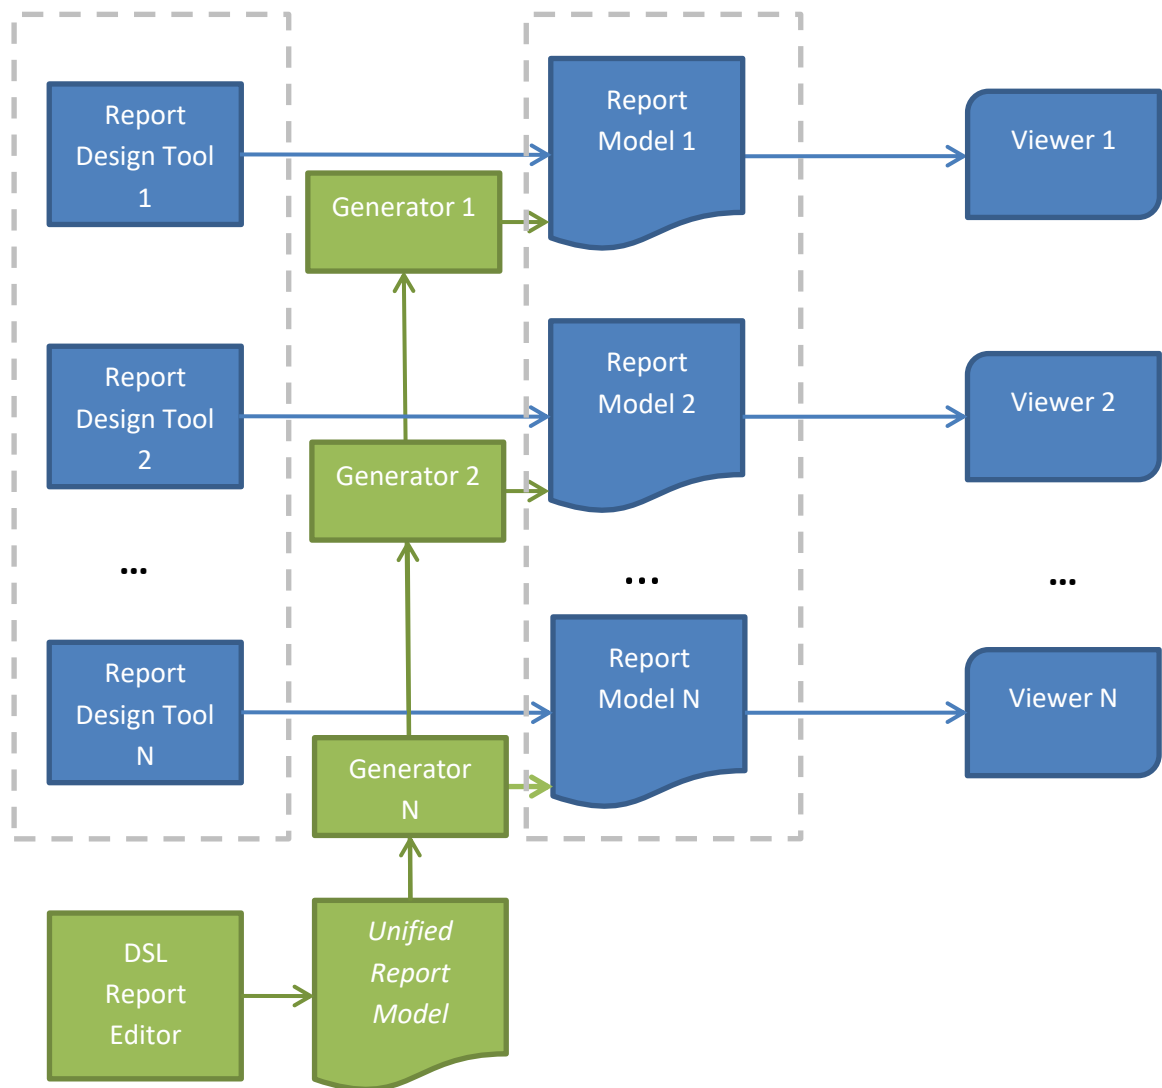 Report
Design Tool
1
Generator 1
Report
Model 1
Viewer 1
Report
Design Tool
2
Generator 2
Report
Model 2
Viewer 2
...
...
...
Report
Design Tool
N
Generator
N
Report
Model N
Viewer N
DSL
Report
Editor
Unified
Report
Model